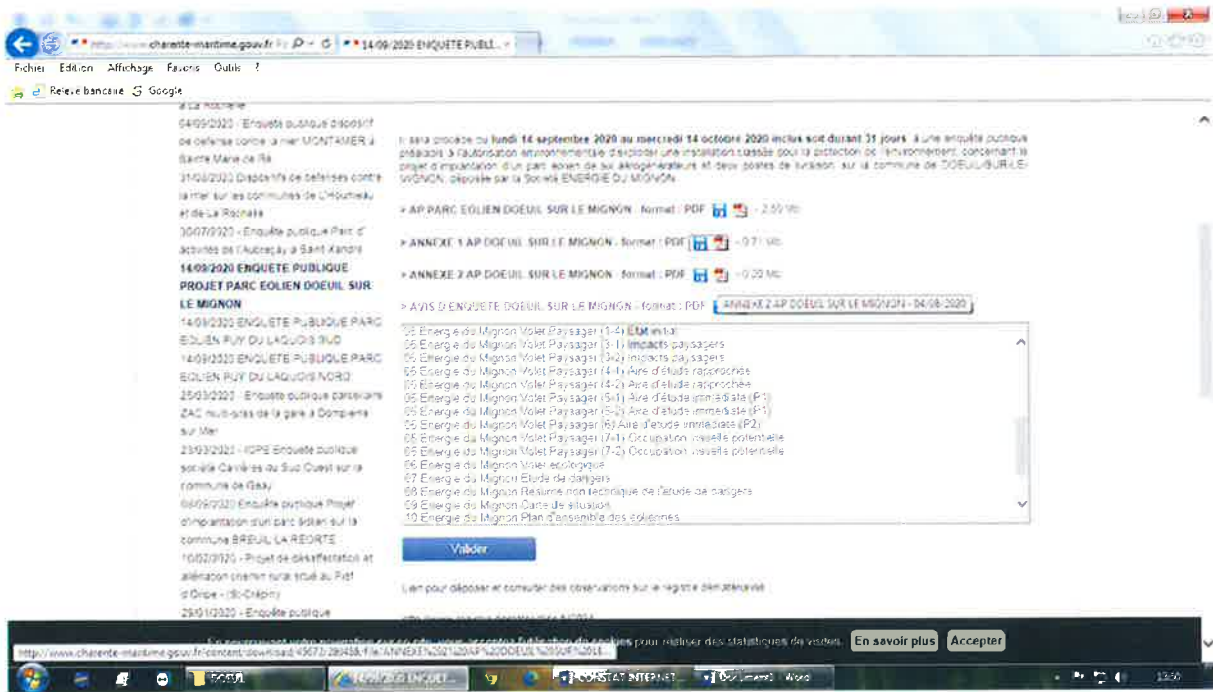 charente-maritime.gouv.fr
14/09/2020 ENQUETE PUBLI...
Fichier Edition Affichage Favoris Outils ?
Relevé bancaire Google
à La Rochelle
04/09/2020 - Enquête publique dispositif
de défense contre la mer MONTAMER à
Sainte Marie de Ré
31/08/2020 Dispositifs de défenses contre
la mer sur les communes de L'Houmeau
et de La Rochelle
30/07/2020 - Enquête publique Parc d'
activités de l'Aubreçay à Saint Xandre
14/09/2020 ENQUETE PUBLIQUE
PROJET PARC EOLIEN DOEUIL SUR
LE MIGNON
14/09/2020 ENQUETE PUBLIQUE PARC
EOLIEN PUY DU LAQUOIS SUD
14/09/2020 ENQUETE PUBLIQUE PARC
EOLIEN PUY DU LAQUOIS NORD
Enquête publique parcellaire
ZAC multi-sites de la gare à Dompierre
sur Mer
ICPE Enquête publique
société Carrières du Sud Ouest sur la
commune de Geay
Enquête publique Projet
d'implantation d'un parc éolien sur la
commune BREUIL LA REORTE
10/02/2020 - Projet de désaffectation et
aliénation chemin rural situé au Fief
(St-Crépin)
29/01/2020 - Enquête publique
Il sera procédé du lundi 14 septembre 2020 au mercredi 14 octobre 2020 inclus soit durant 31 jours, à une enquête publique
préalable à l'autorisation environnementale d'exploiter une installation classée pour la protection de l'environnement, concernant le
projet d'implantation d'un parc éolien de six aérogénérateurs et deux postes de livraison, sur la commune de DOEUIL-SUR-LE-
MIGNON, déposée par la Société ENERGIE DU MIGNON
> AP PARC EOLIEN DOEUIL SUR LE MIGNON - format : PDF - 2,59 Mb
> ANNEXE 1 AP DOEUIL SUR LE MIGNON - format : PDF - 0,71 Mb
> ANNEXE 2 AP DOEUIL SUR LE MIGNON - format : PDF - 0,20 Mb
> AVIS D ENQUETE DOEUIL SUR LE MIGNON - format : PDF
ANNEXE 2 AP DOEUIL SUR LE MIGNON - 04/08/2020
05 Energie du Mignon Volet Paysager (1-4) Etat initial
05 Energie du Mignon Volet Paysager (3-1) Impacts paysagers
05 Energie du Mignon Volet Paysager (3-2) Impacts paysagers
05 Energie du Mignon Volet Paysager (4-1) Aire d'étude rapprochée
05 Energie du Mignon Volet Paysager (4-2) Aire d'étude rapprochée
05 Energie du Mignon Volet Paysager (5-1) Aire d'étude immédiate (P1)
05 Energie du Mignon Volet Paysager (5-2) Aire d'étude immédiate (P1)
05 Energie du Mignon Volet Paysager (6) Aire d'étude immédiate (P2)
05 Energie du Mignon Volet Paysager (7-1) Occupation visuelle potentielle
05 Energie du Mignon Volet Paysager (7-2) Occupation visuelle potentielle
06 Energie du Mignon Volet écologique
07 Energie du Mignon Etude de dangers
08 Energie du Mignon Résumé non technique de l'étude de dangers
09 Energie du Mignon Carte de situation
10 Energie du Mignon Plan d'ensemble des éoliennes
Valider
Lien pour déposer et consulter des observations sur le registre dématérialisé
En poursuivant votre navigation sur ce site, vous acceptez l'utilisation de cookies pour réaliser des statistiques de visites.
En savoir plus Accepter
DOEUIL
14/09/2020 ENQUET...
CONSTAT INTERNET...
Document1 - Word